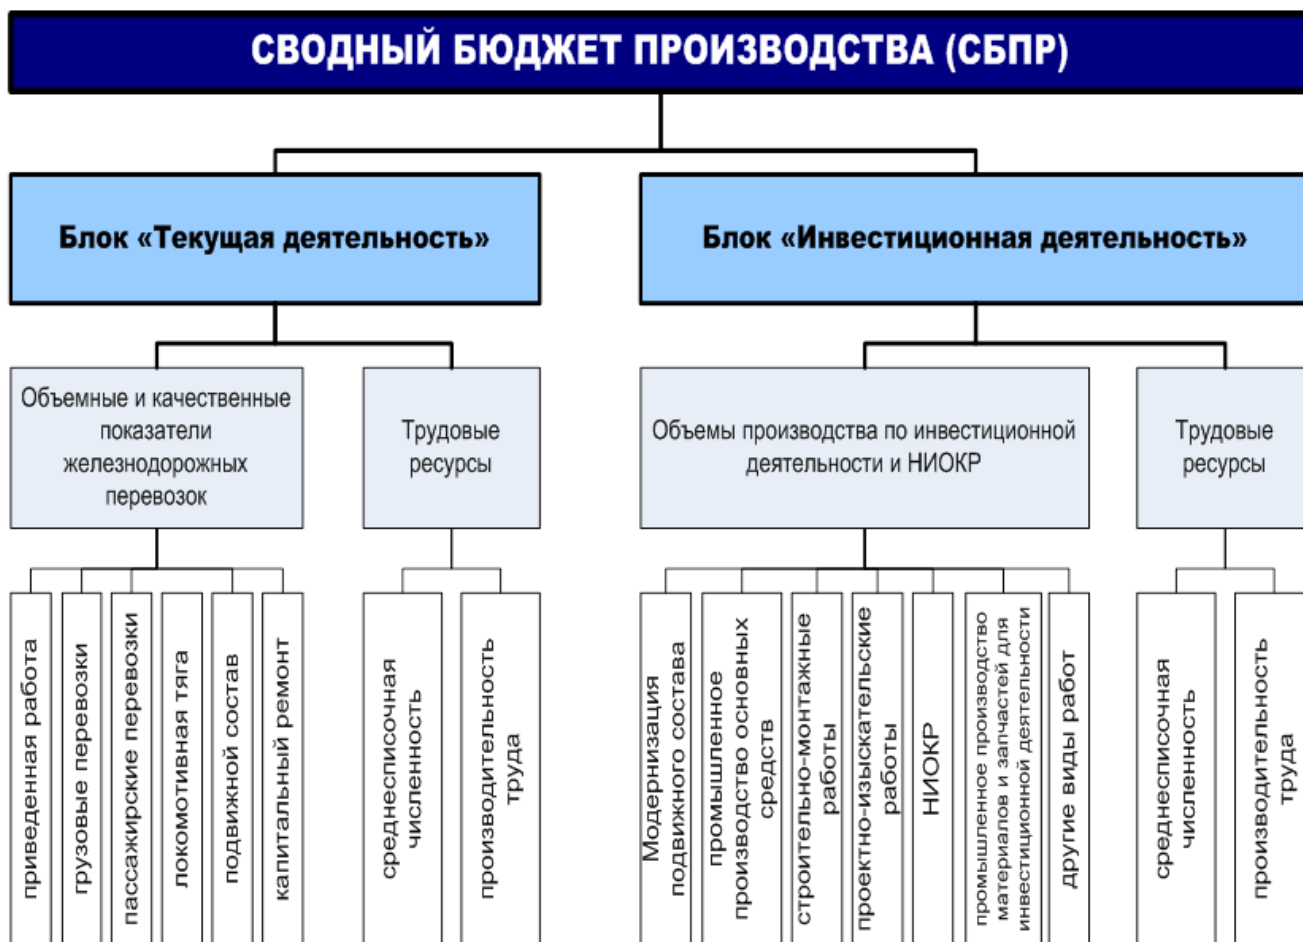 СВОДНЫЙ БЮДЖЕТ ПРОИЗВОДСТВА (СБПР)
Блок «Текущая деятельность»
Блок «Инвестиционная деятельность»
Объемные и качественные
показатели
железнодорожных
перевозок
Трудовые
ресурсы
Объемы производства по инвестиционной
деятельности и НИОКР
Трудовые
ресурсы
приведенная работа
грузовые перевозки
пассажирские перевозки
локомотивная тяга
подвижной состав
капитальный ремонт
среднесписочная
численность
производительность
труда
Модернизация
подвижного состава
промышленное
производство основных
средств
строительно-монтажные
работы
проектно-изыскательские
работы
НИОКР
промышленное производство
материалов и запчастей для
инвестиционной деятельности
другие виды работ
среднесписочная
численность
производительность
труда